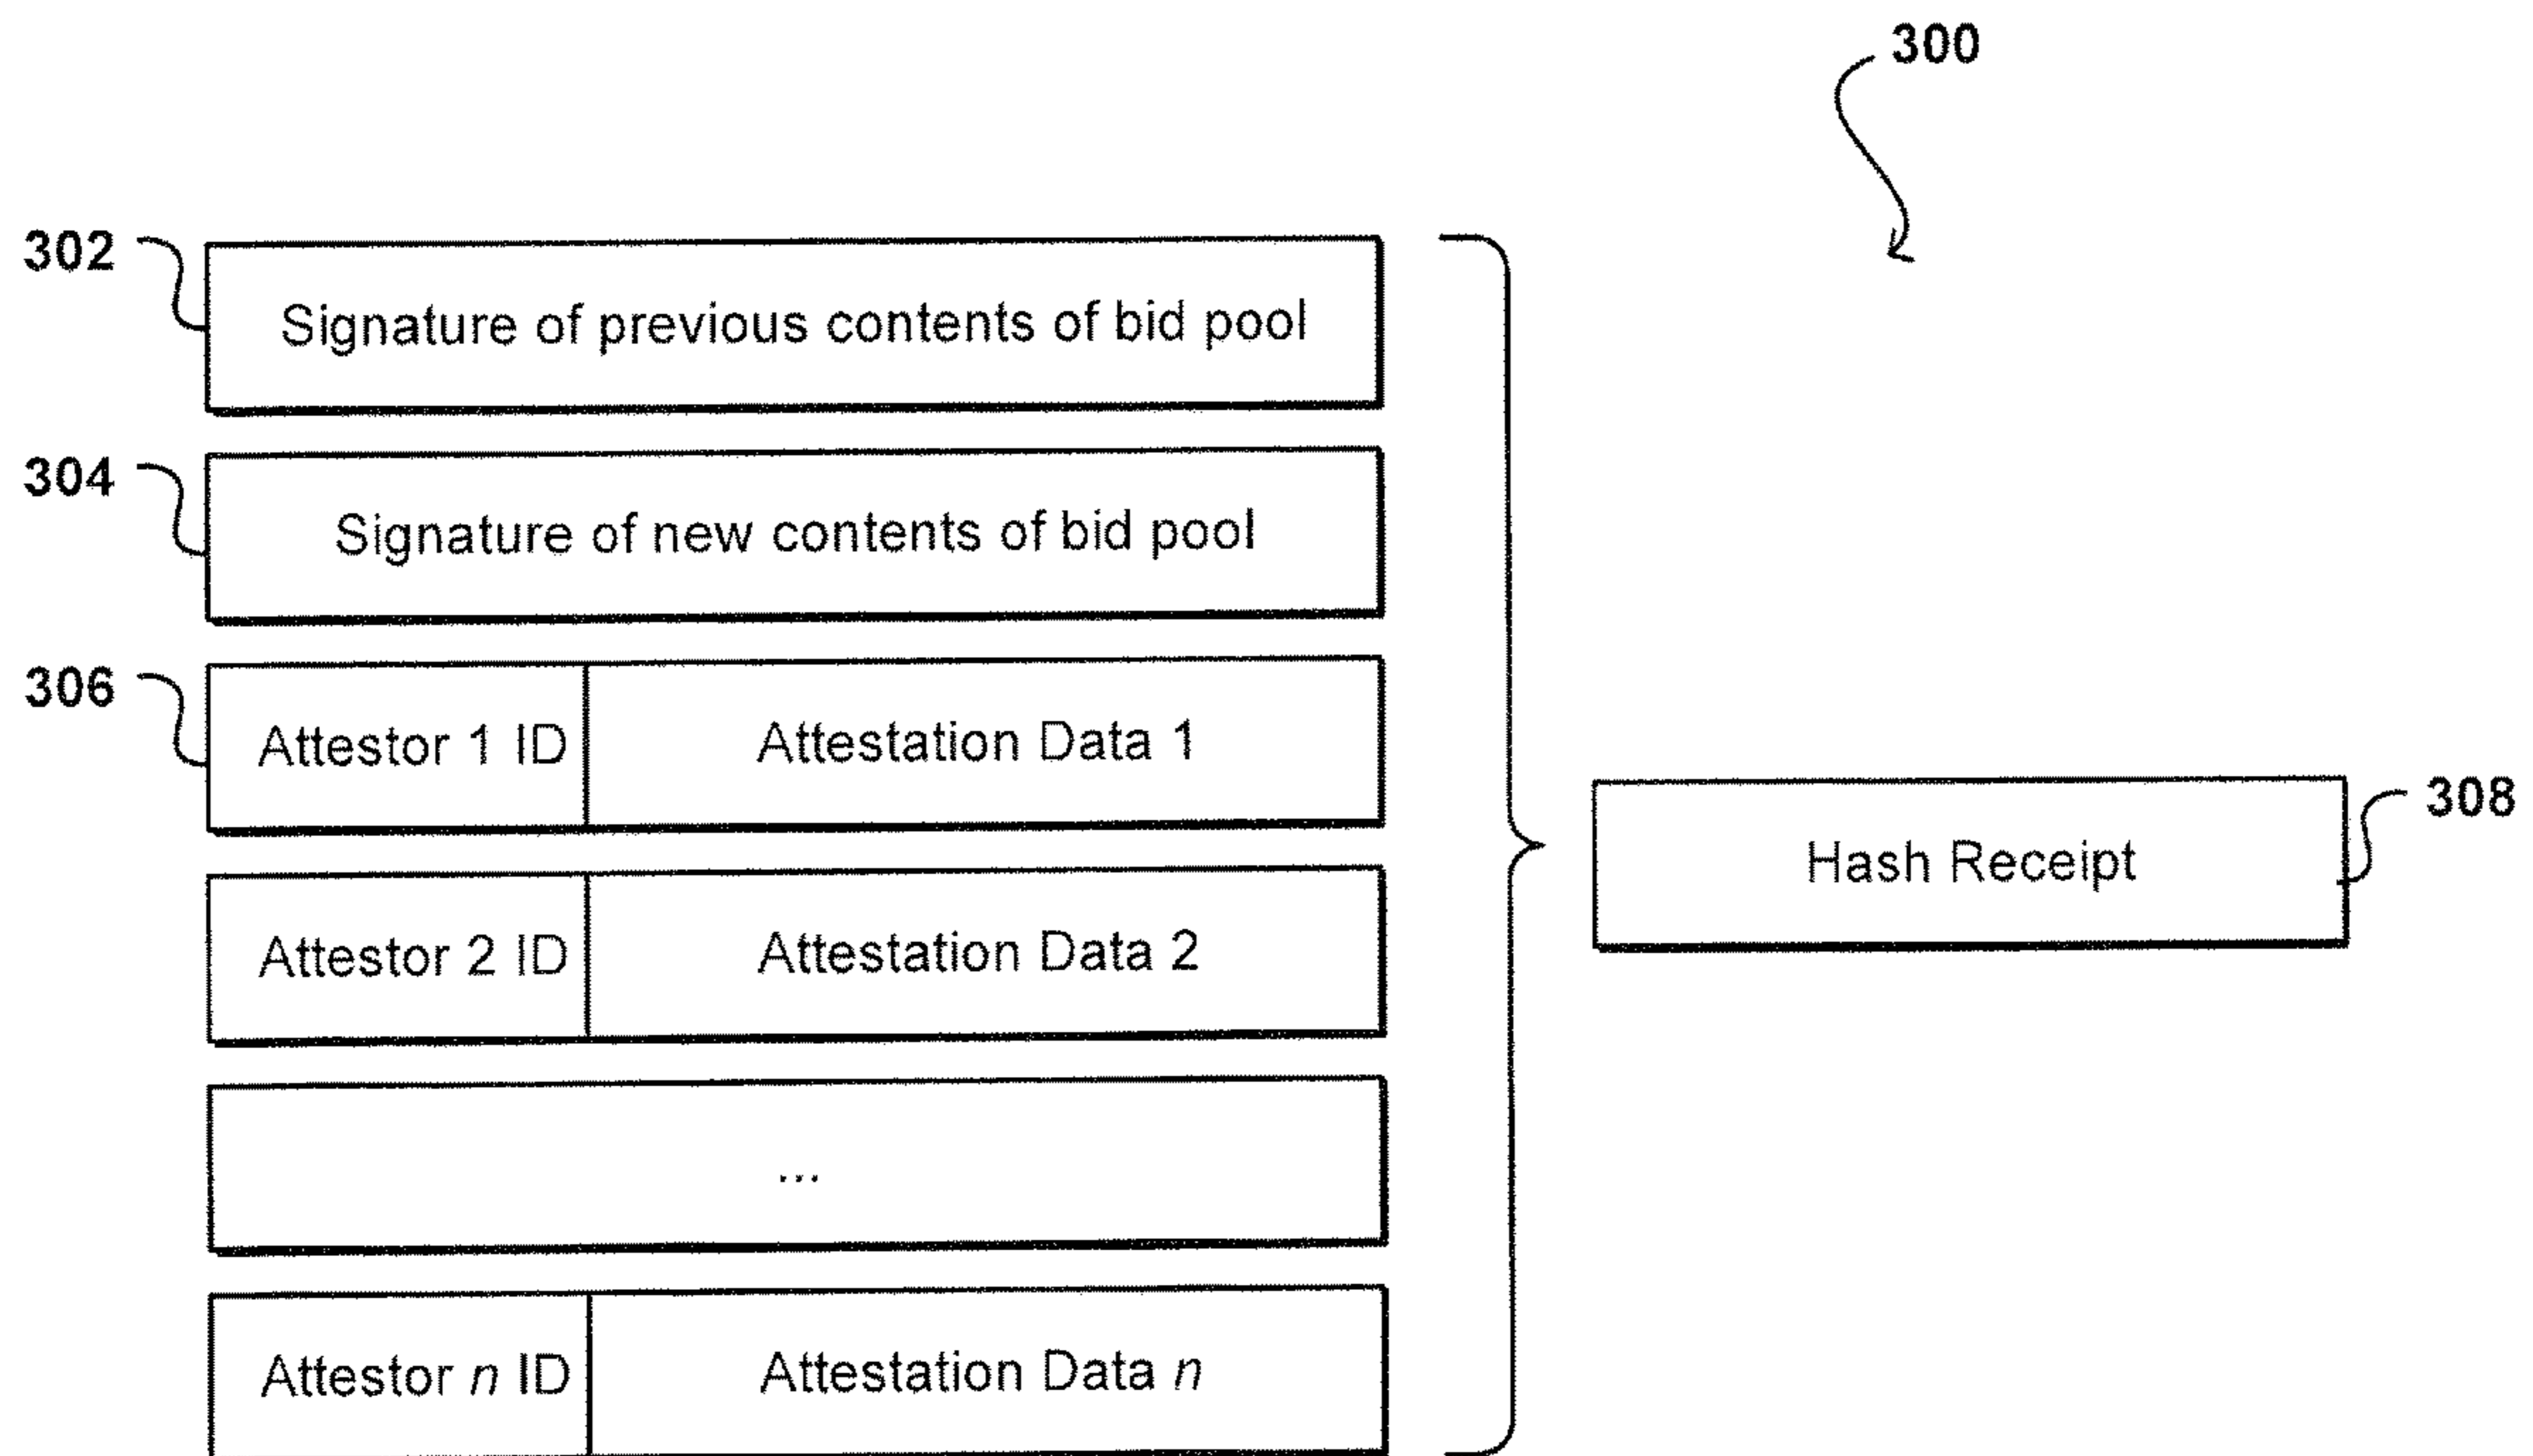 300
302
Signature of previous contents of bid pool
304
Signature of new contents of bid pool
306
Attestor 1 ID
Attestation Data 1
Hash Receipt
308
Attestor 2 ID
Attestation Data 2
...
Attestor n ID
Attestation Data n